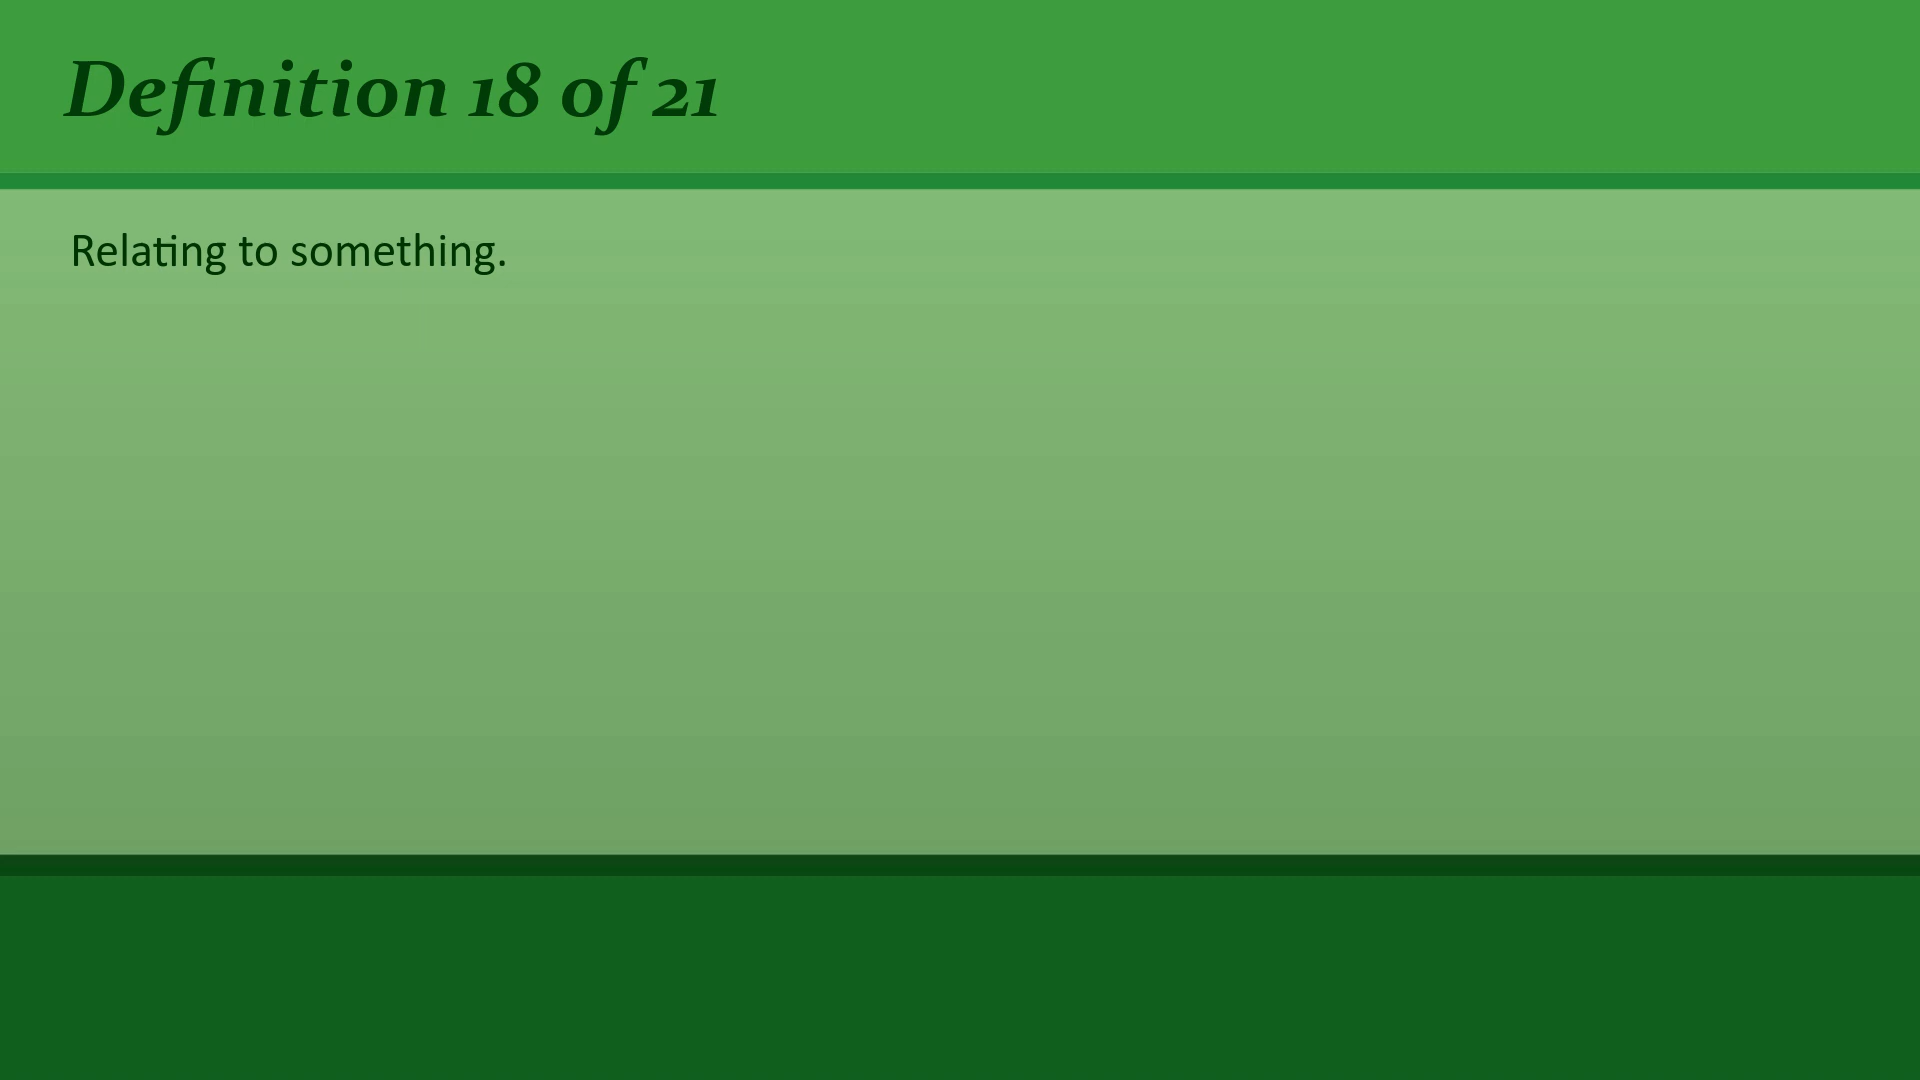 Definition 18 of 21
Relating to something.